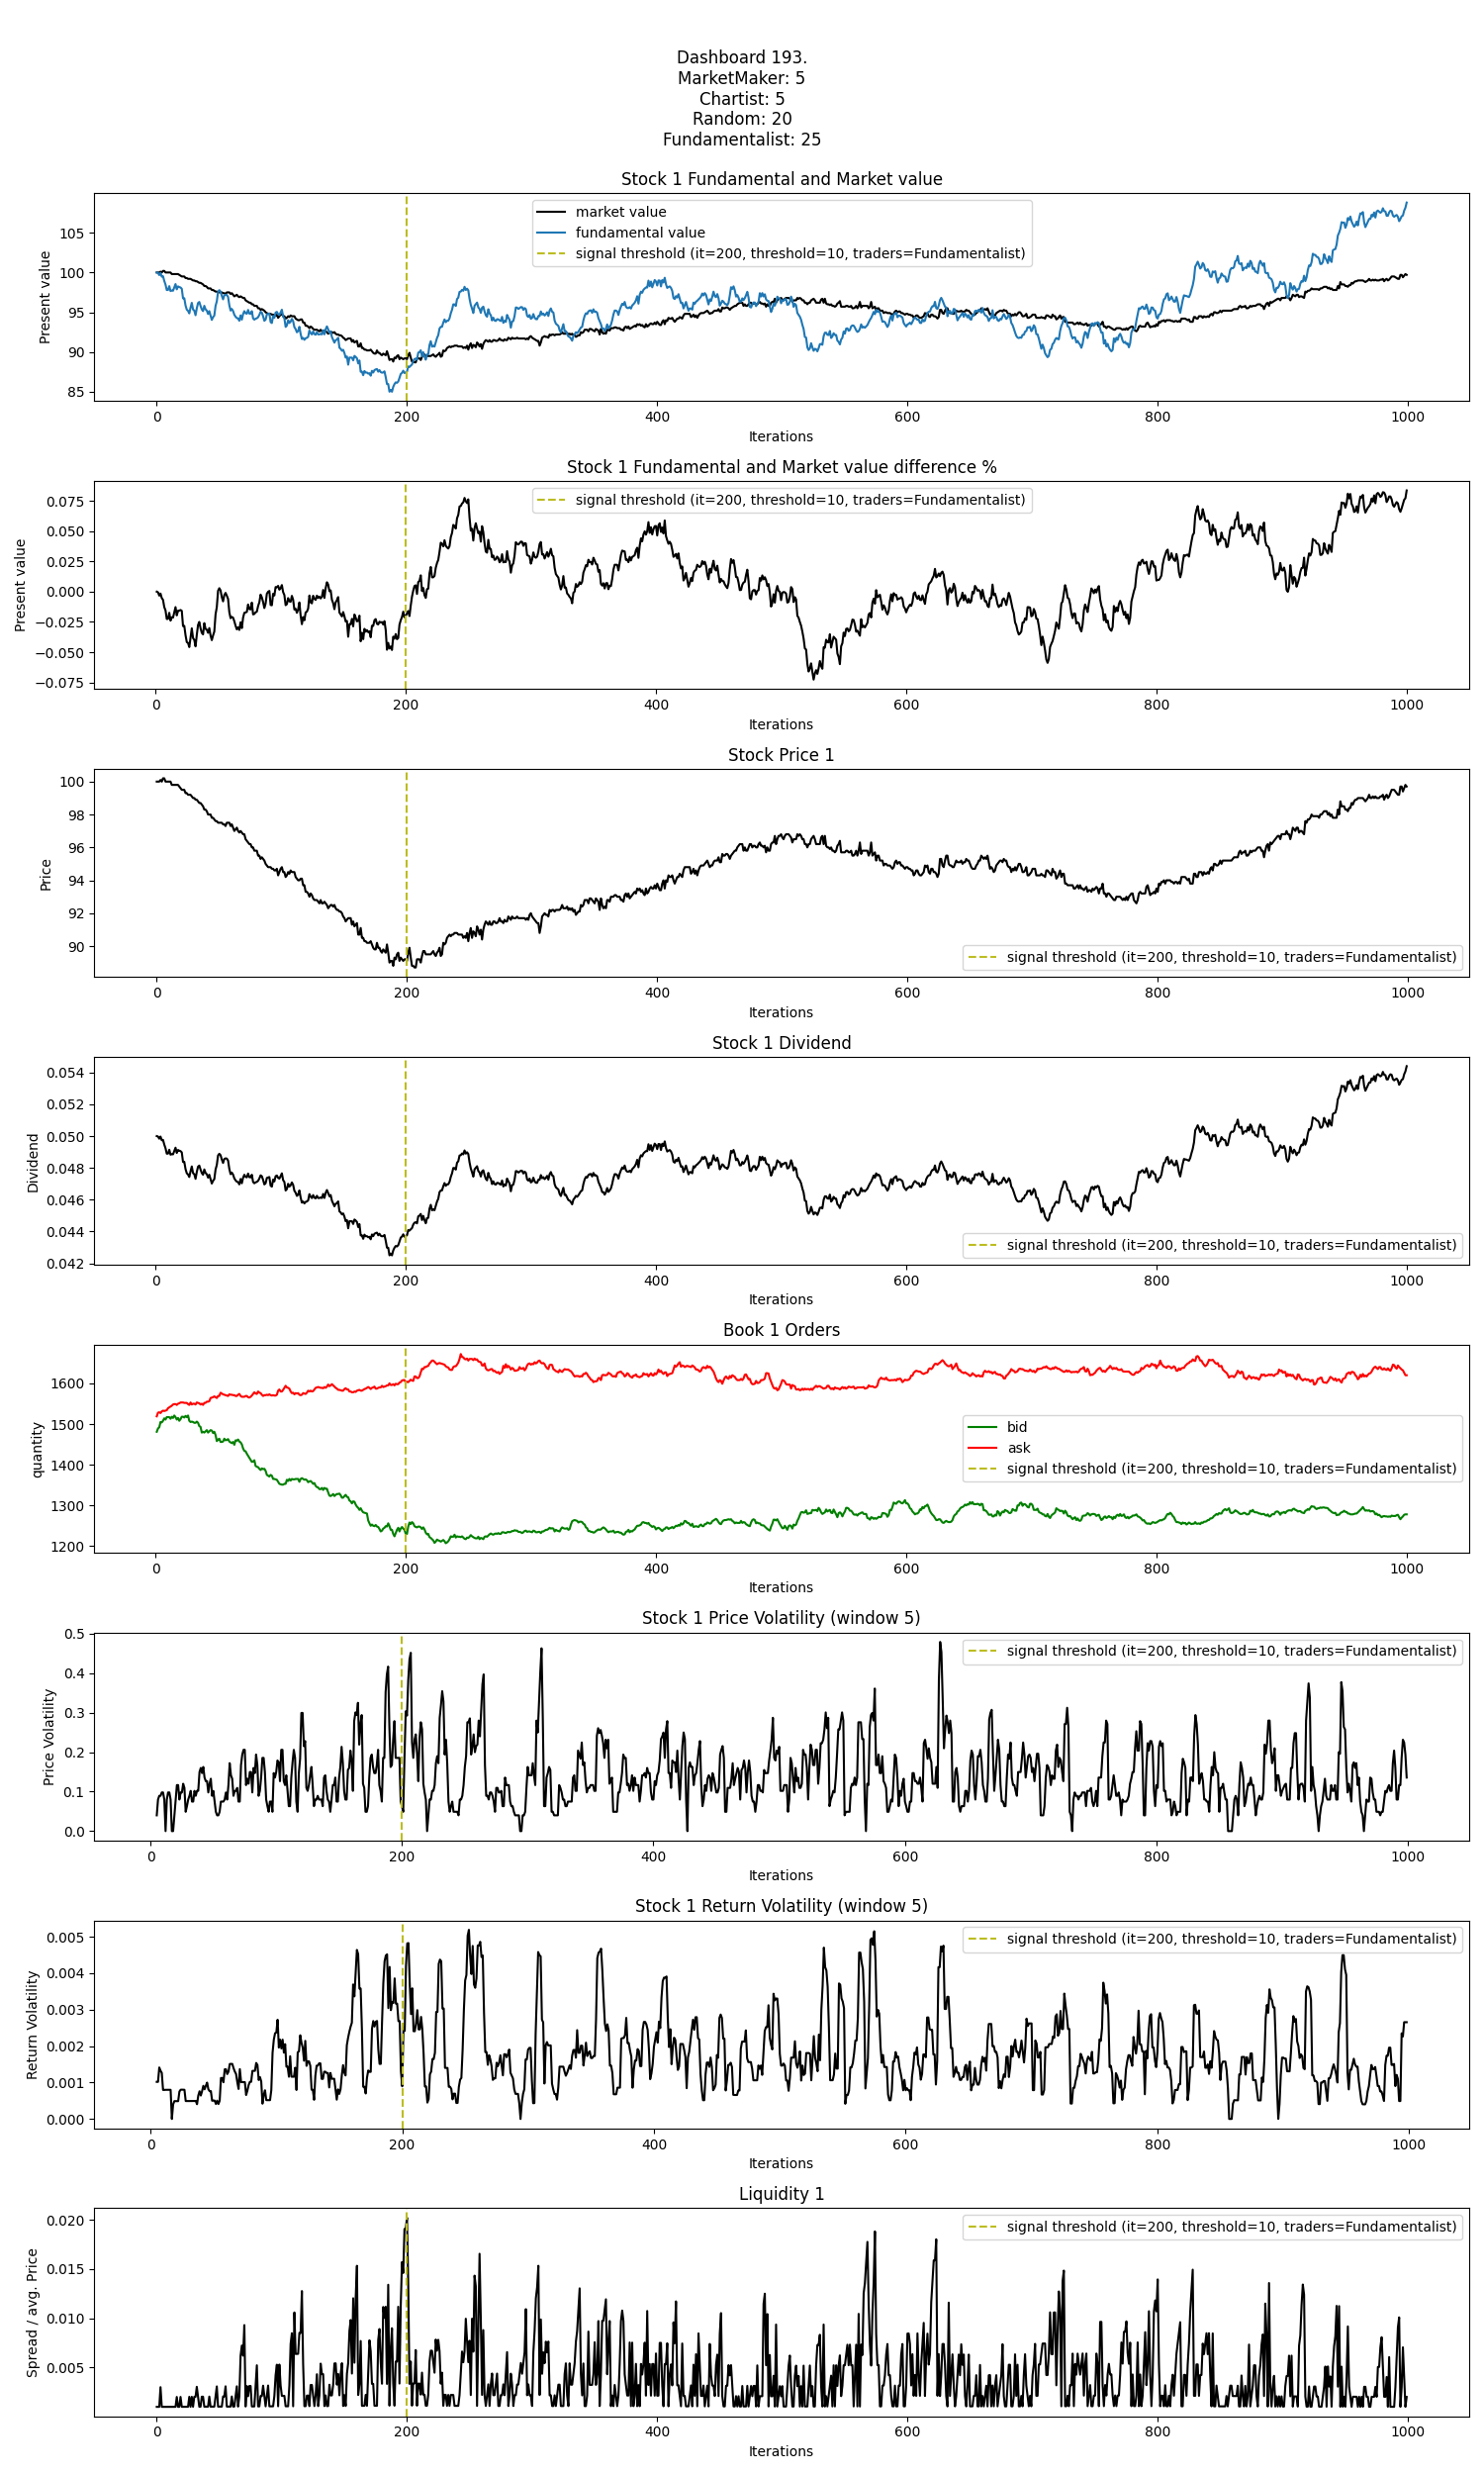 Dashboard 193.
MarketMaker: 5
Chartist: 5
Random: 20
Fundamentalist: 25
Stock 1 Fundamental and Market value
market value
fundamental value
signal threshold (it=200, threshold=10, traders=Fundamentalist)
Present value
105
100
95
90
85
0 200 400 600 800 1000
Iterations
Stock 1 Fundamental and Market value difference %
signal threshold (it=200, threshold=10, traders=Fundamentalist)
Present value
0.075
0.050
0.025
0.000
−0.025
−0.050
−0.075
0 200 400 600 800 1000
Iterations
Stock Price 1
Price
100
98
96
94
92
90
signal threshold (it=200, threshold=10, traders=Fundamentalist)
0 200 400 600 800 1000
Iterations
Stock 1 Dividend
Dividend
0.054
0.052
0.050
0.048
0.046
0.044
0.042
signal threshold (it=200, threshold=10, traders=Fundamentalist)
0 200 400 600 800 1000
Iterations
Book 1 Orders
quantity
1600
1500
1400
1300
1200
bid
ask
signal threshold (it=200, threshold=10, traders=Fundamentalist)
0 200 400 600 800 1000
Iterations
Stock 1 Price Volatility (window 5)
signal threshold (it=200, threshold=10, traders=Fundamentalist)
Price Volatility
0.5
0.4
0.3
0.2
0.1
0.0
0 200 400 600 800 1000
Iterations
Stock 1 Return Volatility (window 5)
signal threshold (it=200, threshold=10, traders=Fundamentalist)
Return Volatility
0.005
0.004
0.003
0.002
0.001
0.000
0 200 400 600 800 1000
Iterations
Liquidity 1
signal threshold (it=200, threshold=10, traders=Fundamentalist)
Spread / avg. Price
0.020
0.015
0.010
0.005
0 200 400 600 800 1000
Iterations